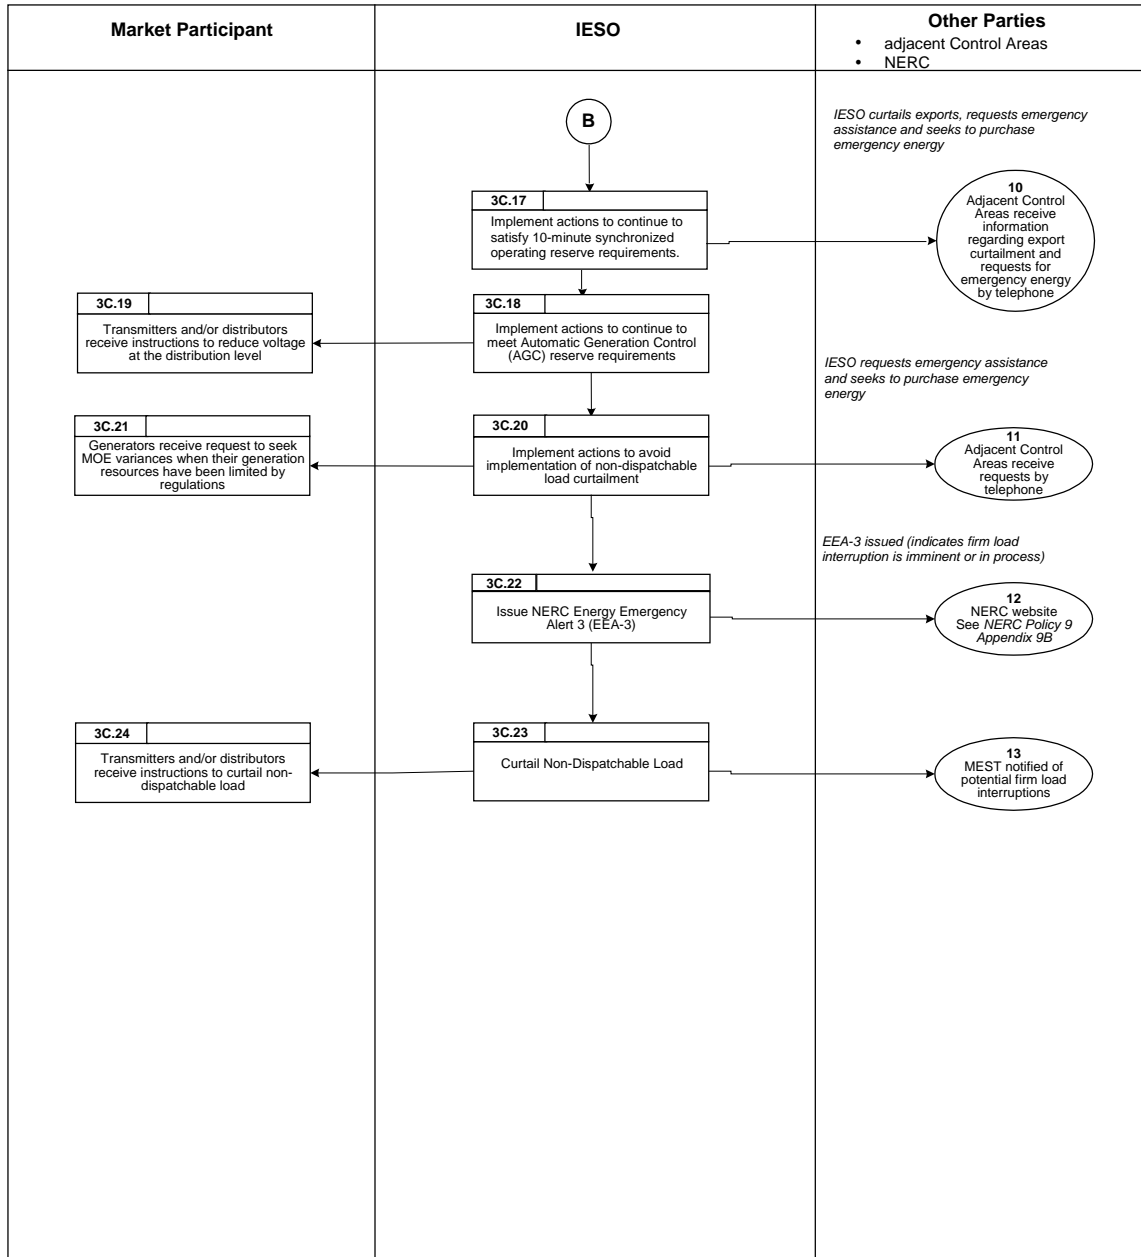 Market Participant
IESO
Other Parties
• adjacent Control Areas
• NERC
B
IESO curtails exports, requests emergency
assistance and seeks to purchase
emergency energy
3C.17
Implement actions to continue to
satisfy 10-minute synchronized
operating reserve requirements.
10
Adjacent Control
Areas receive
information
regarding export
curtailment and
requests for
emergency energy
by telephone
3C.19
Transmitters and/or distributors
receive instructions to reduce voltage
at the distribution level
3C.18
Implement actions to continue to
meet Automatic Generation Control
(AGC) reserve requirements
IESO requests emergency assistance
and seeks to purchase emergency
energy
3C.21
Generators receive request to seek
MOE variances when their generation
resources have been limited by
regulations
3C.20
Implement actions to avoid
implementation of non-dispatchable
load curtailment
11
Adjacent Control
Areas receive
requests by
telephone
EEA-3 issued (indicates firm load
interruption is imminent or in process)
3C.22
Issue NERC Energy Emergency
Alert 3 (EEA-3)
12
NERC website
See NERC Policy 9
Appendix 9B
3C.24
Transmitters and/or distributors
receive instructions to curtail non-
dispatchable load
3C.23
Curtail Non-Dispatchable Load
13
MEST notified of
potential firm load
interruptions